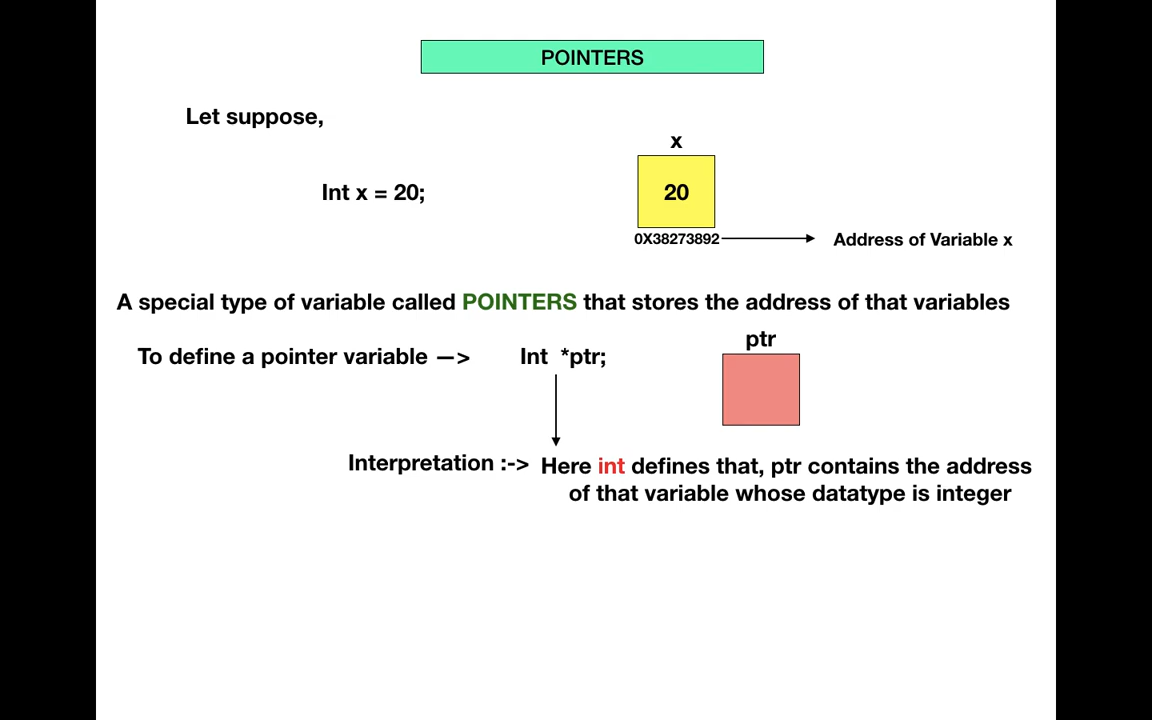 POINTERS
Let suppose,
x
Int x = 20;
20
0X38273892
Address of Variable x
A special type of variable called POINTERS that stores the address of that variables
ptr
To define a pointer variable —>
Int *ptr;
Interpretation :->
Here int defines that, ptr contains the address
of that variable whose datatype is integer